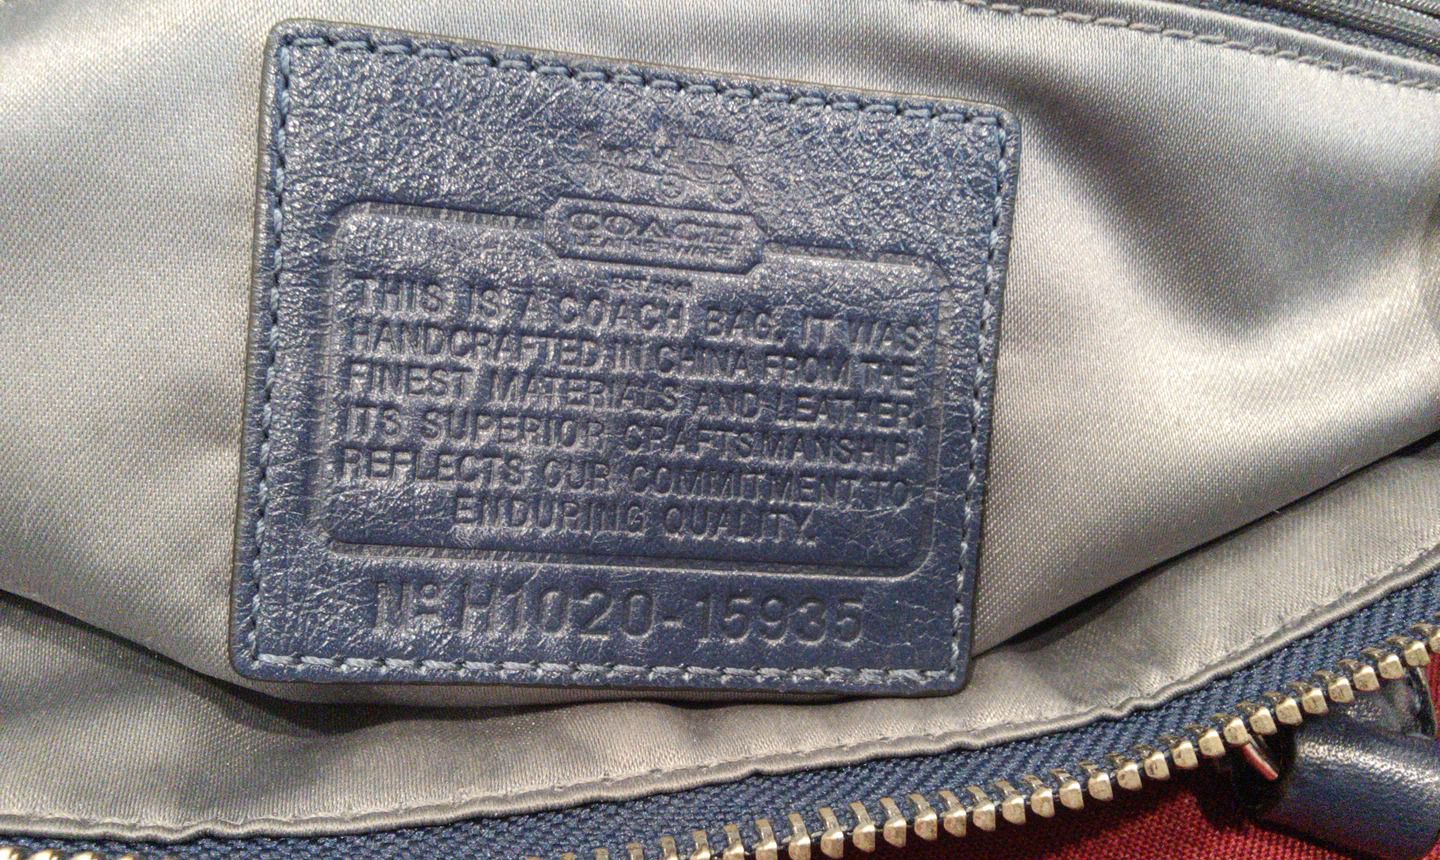 COACH
LEATHERWARE
THIS IS A COACH BAG. IT WAS
HANDCRAFTED IN CHINA FROM THE
FINEST MATERIALS AND LEATHER.
ITS SUPERIOR CRAFTSMANSHIP
REFLECTS OUR COMMITMENT TO
ENDURING QUALITY.
Nº H1020-15935